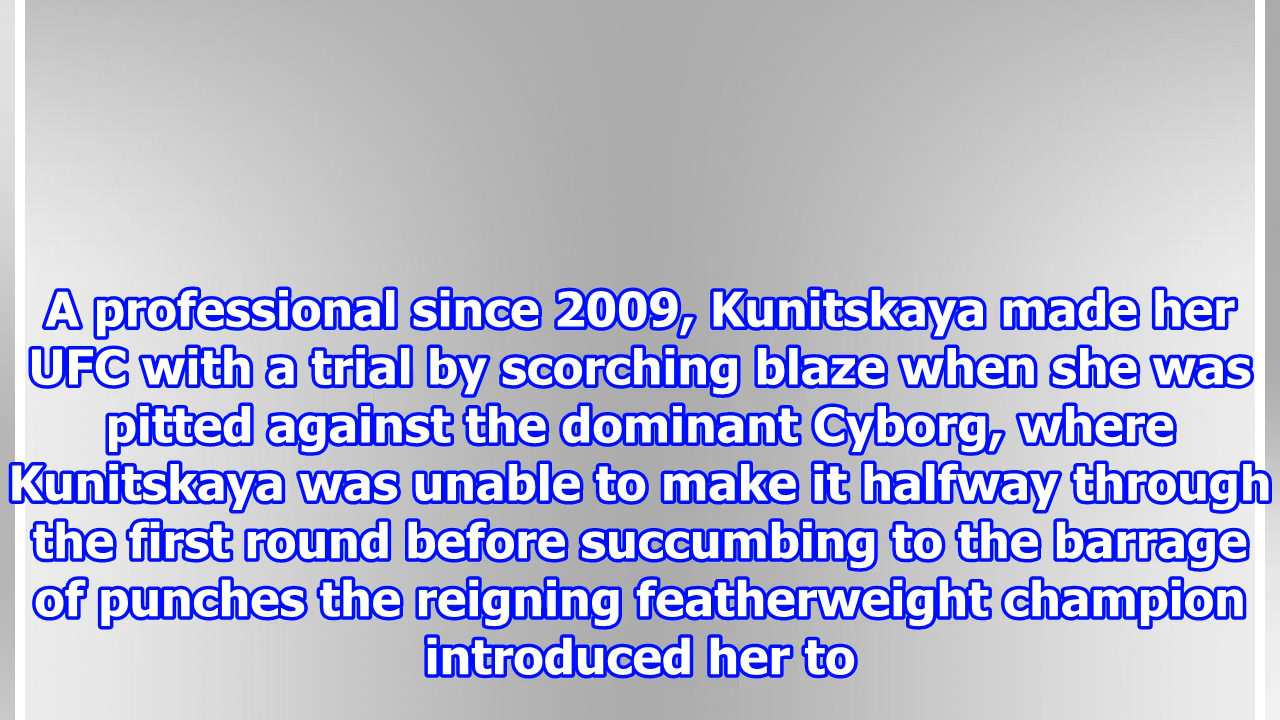 A professional since 2009, Kunitskaya made her
UFC with a trial by scorching blaze when she was
pitted against the dominant Cyborg, where
Kunitskaya was unable to make it halfway through
the first round before succumbing to the barrage
of punches the reigning featherweight champion
introduced her to